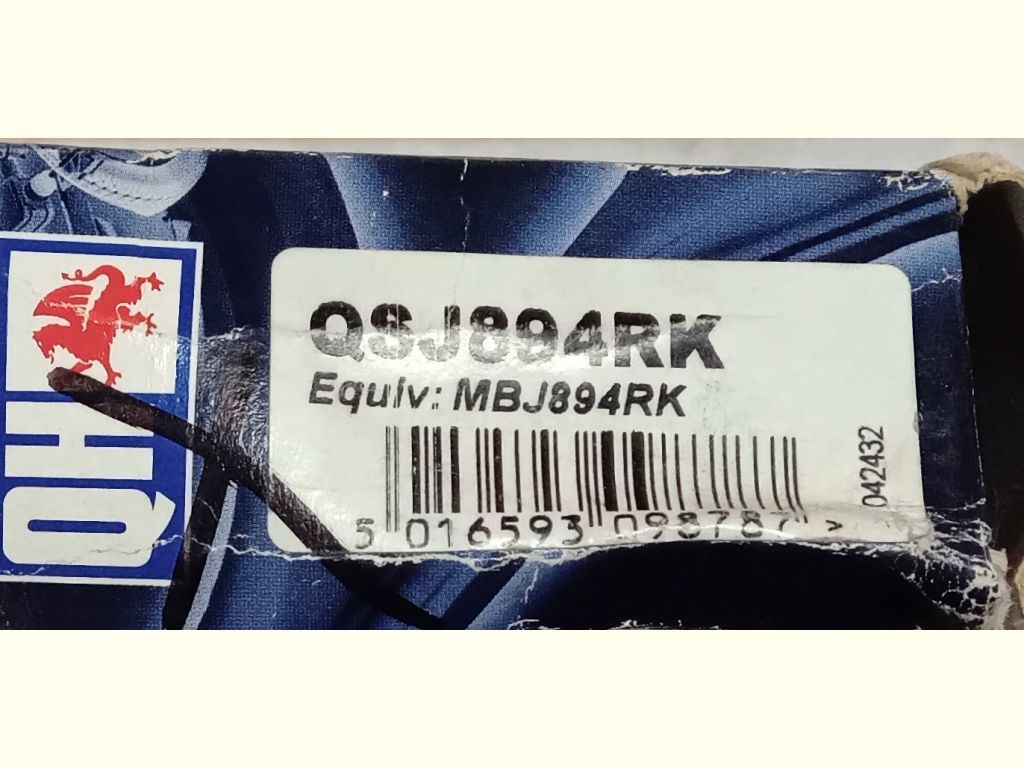 QH
QSJ894RK
Equiv: MBJ894RK
042432
5 016593 098787 >